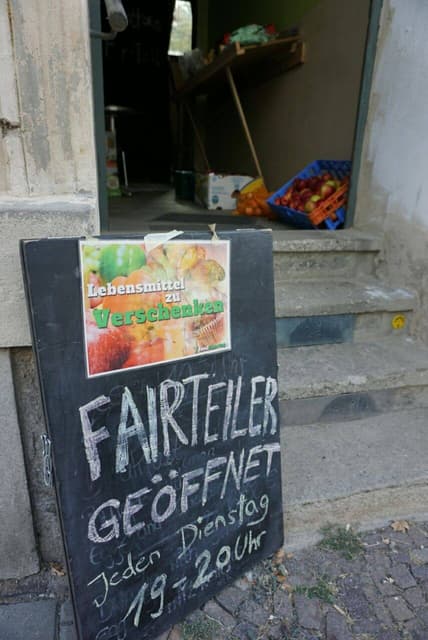 Lebensmittel
zu
Verschenken
FAIRTEILER
GEÖFFNET
Jeden Dienstag
19-20 Uhr